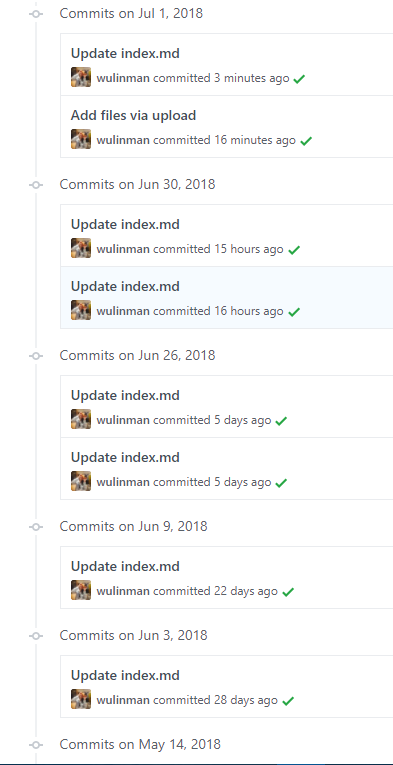 Commits on Jul 1, 2018
Update index.md
wulinman committed 3 minutes ago
Add files via upload
wulinman committed 16 minutes ago
Commits on Jun 30, 2018
Update index.md
wulinman committed 15 hours ago
Update index.md
wulinman committed 16 hours ago
Commits on Jun 26, 2018
Update index.md
wulinman committed 5 days ago
Update index.md
wulinman committed 5 days ago
Commits on Jun 9, 2018
Update index.md
wulinman committed 22 days ago
Commits on Jun 3, 2018
Update index.md
wulinman committed 28 days ago
Commits on May 14, 2018